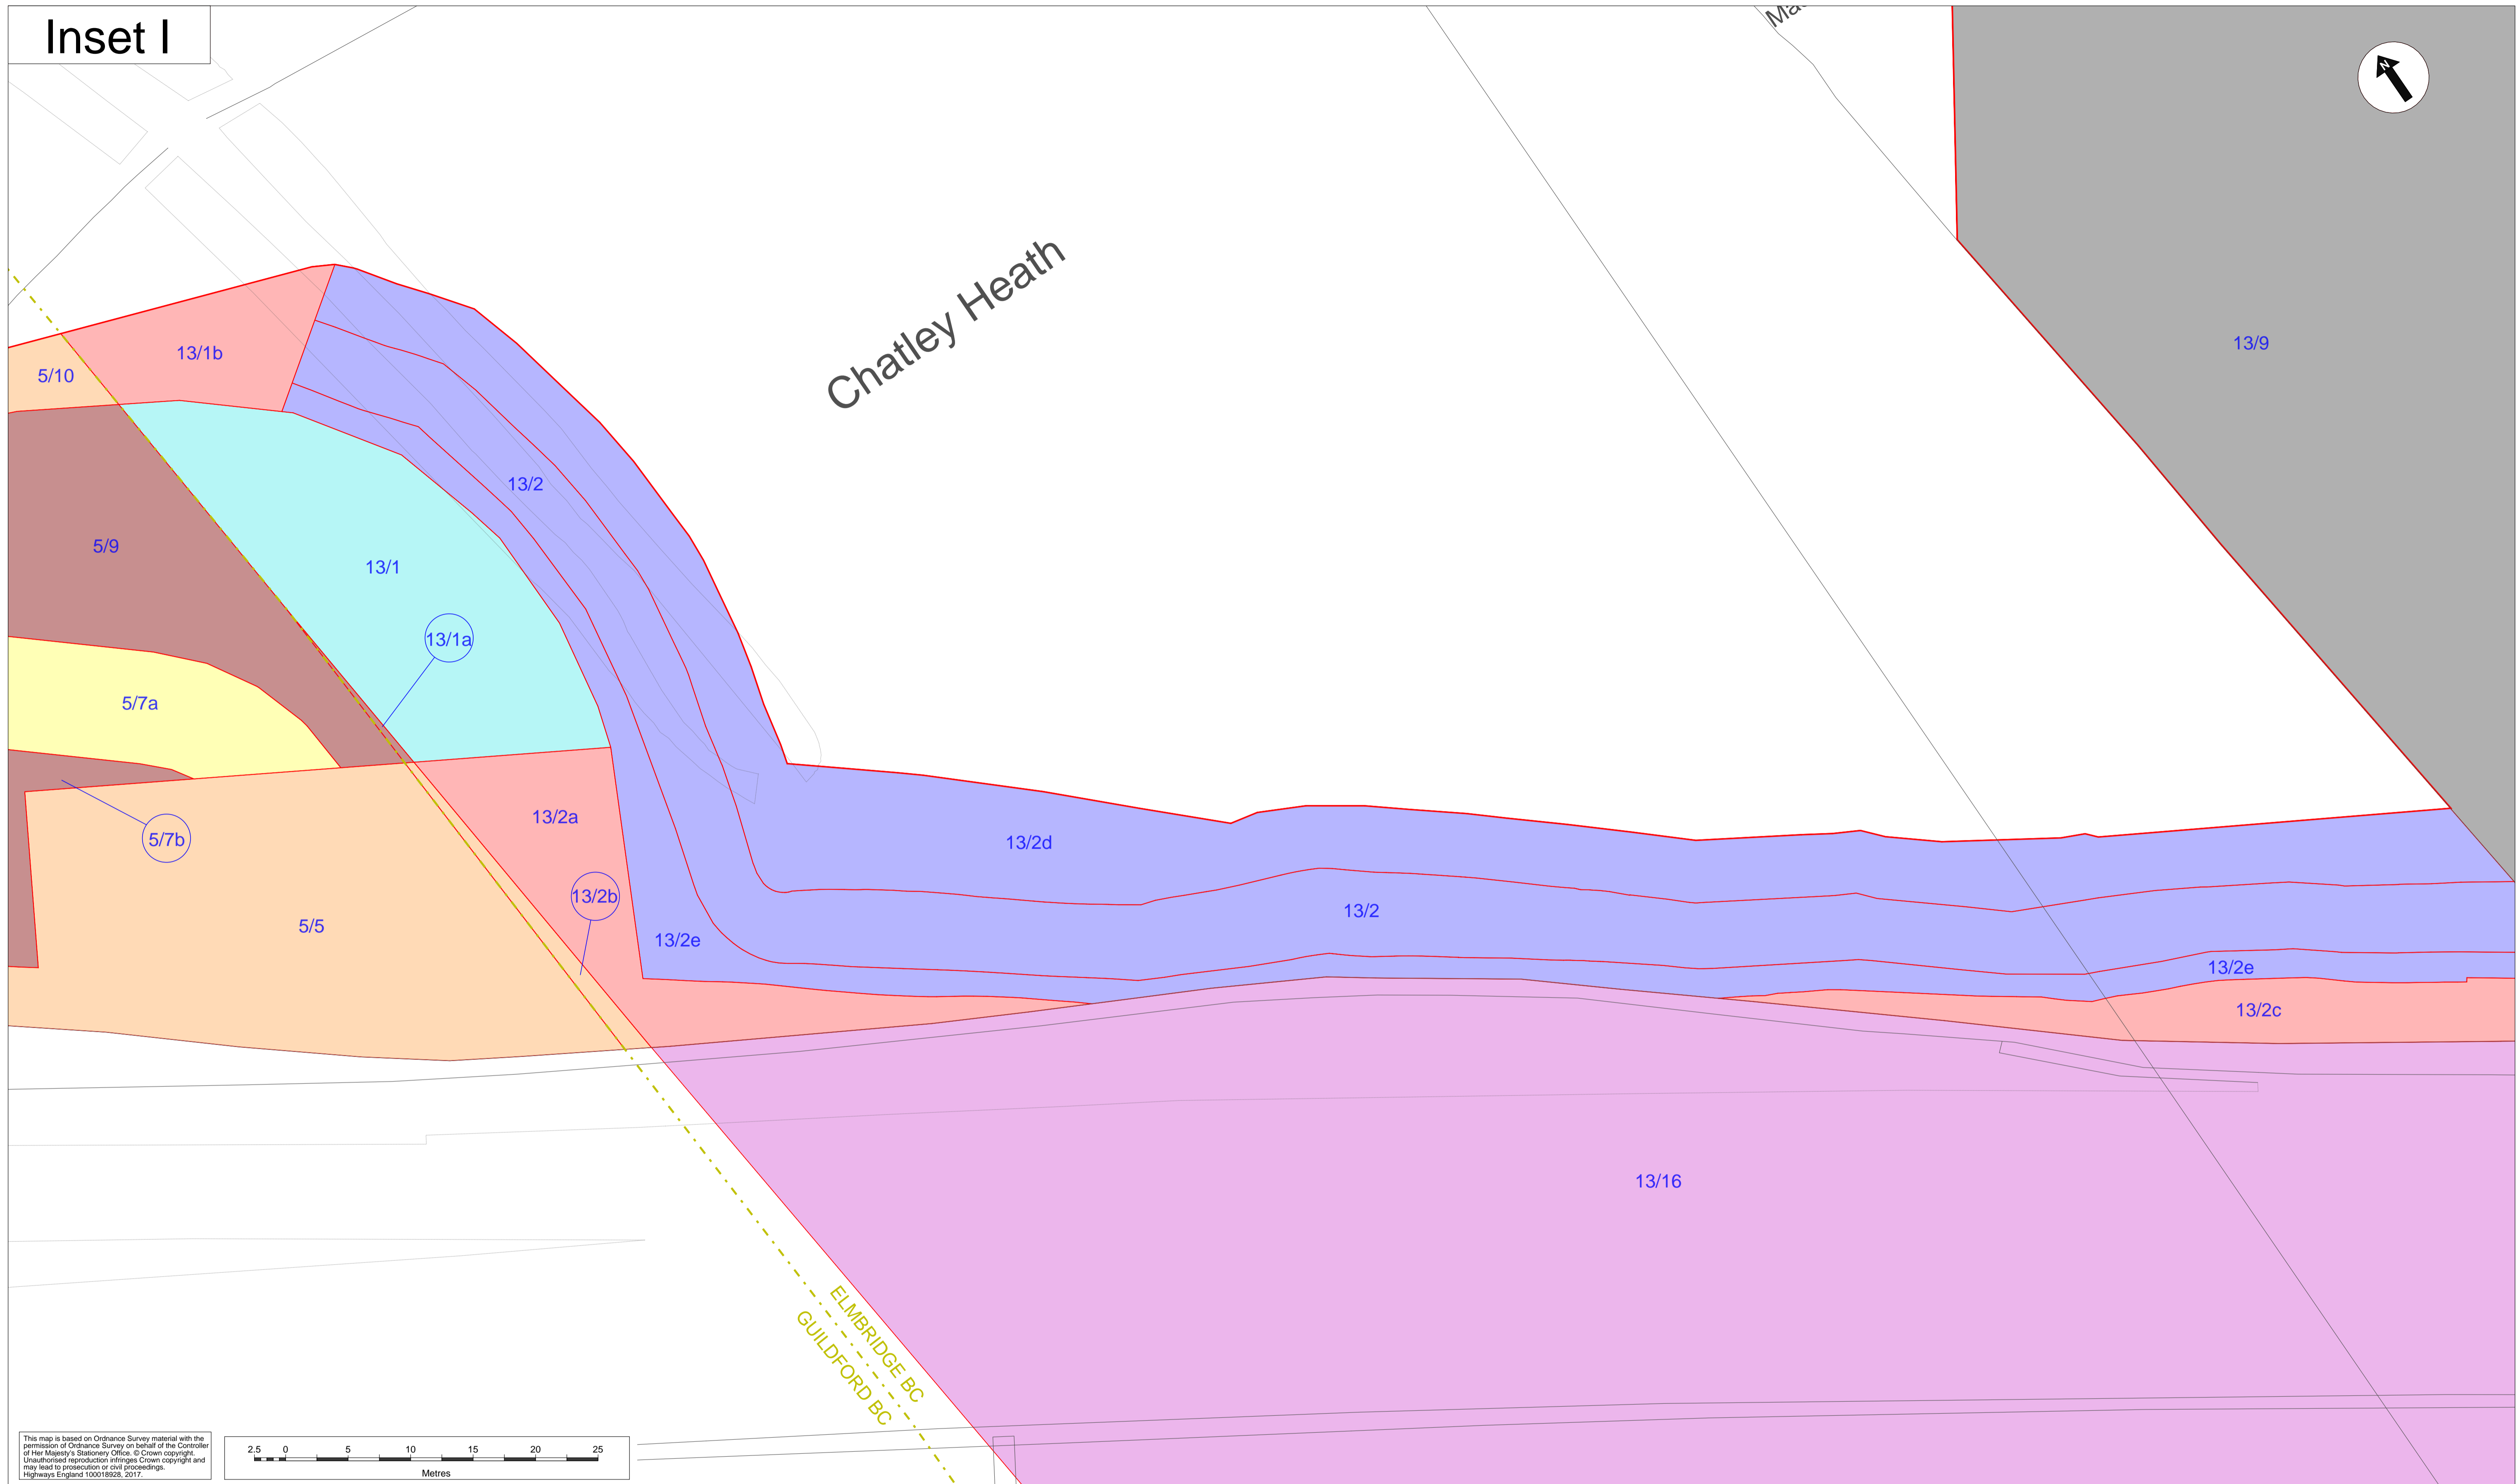 Inset I
N
Chatley Heath
13/9
13/1b
5/10
13/2
5/9
13/1
13/1a
5/7a
13/2a
5/7b
13/2d
13/2b
13/2
5/5
13/2e
13/2e
13/2c
13/16
ELMBRIDGE BC
GUILDFORD BC
This map is based on Ordnance Survey material with the
permission of Ordnance Survey on behalf of the Controller
of Her Majesty's Stationery Office. © Crown copyright.
Unauthorised reproduction infringes Crown copyright and
may lead to prosecution or civil proceedings.
Highways England 100018928, 2017.
2.5 0 5 10 15 20 25
Metres